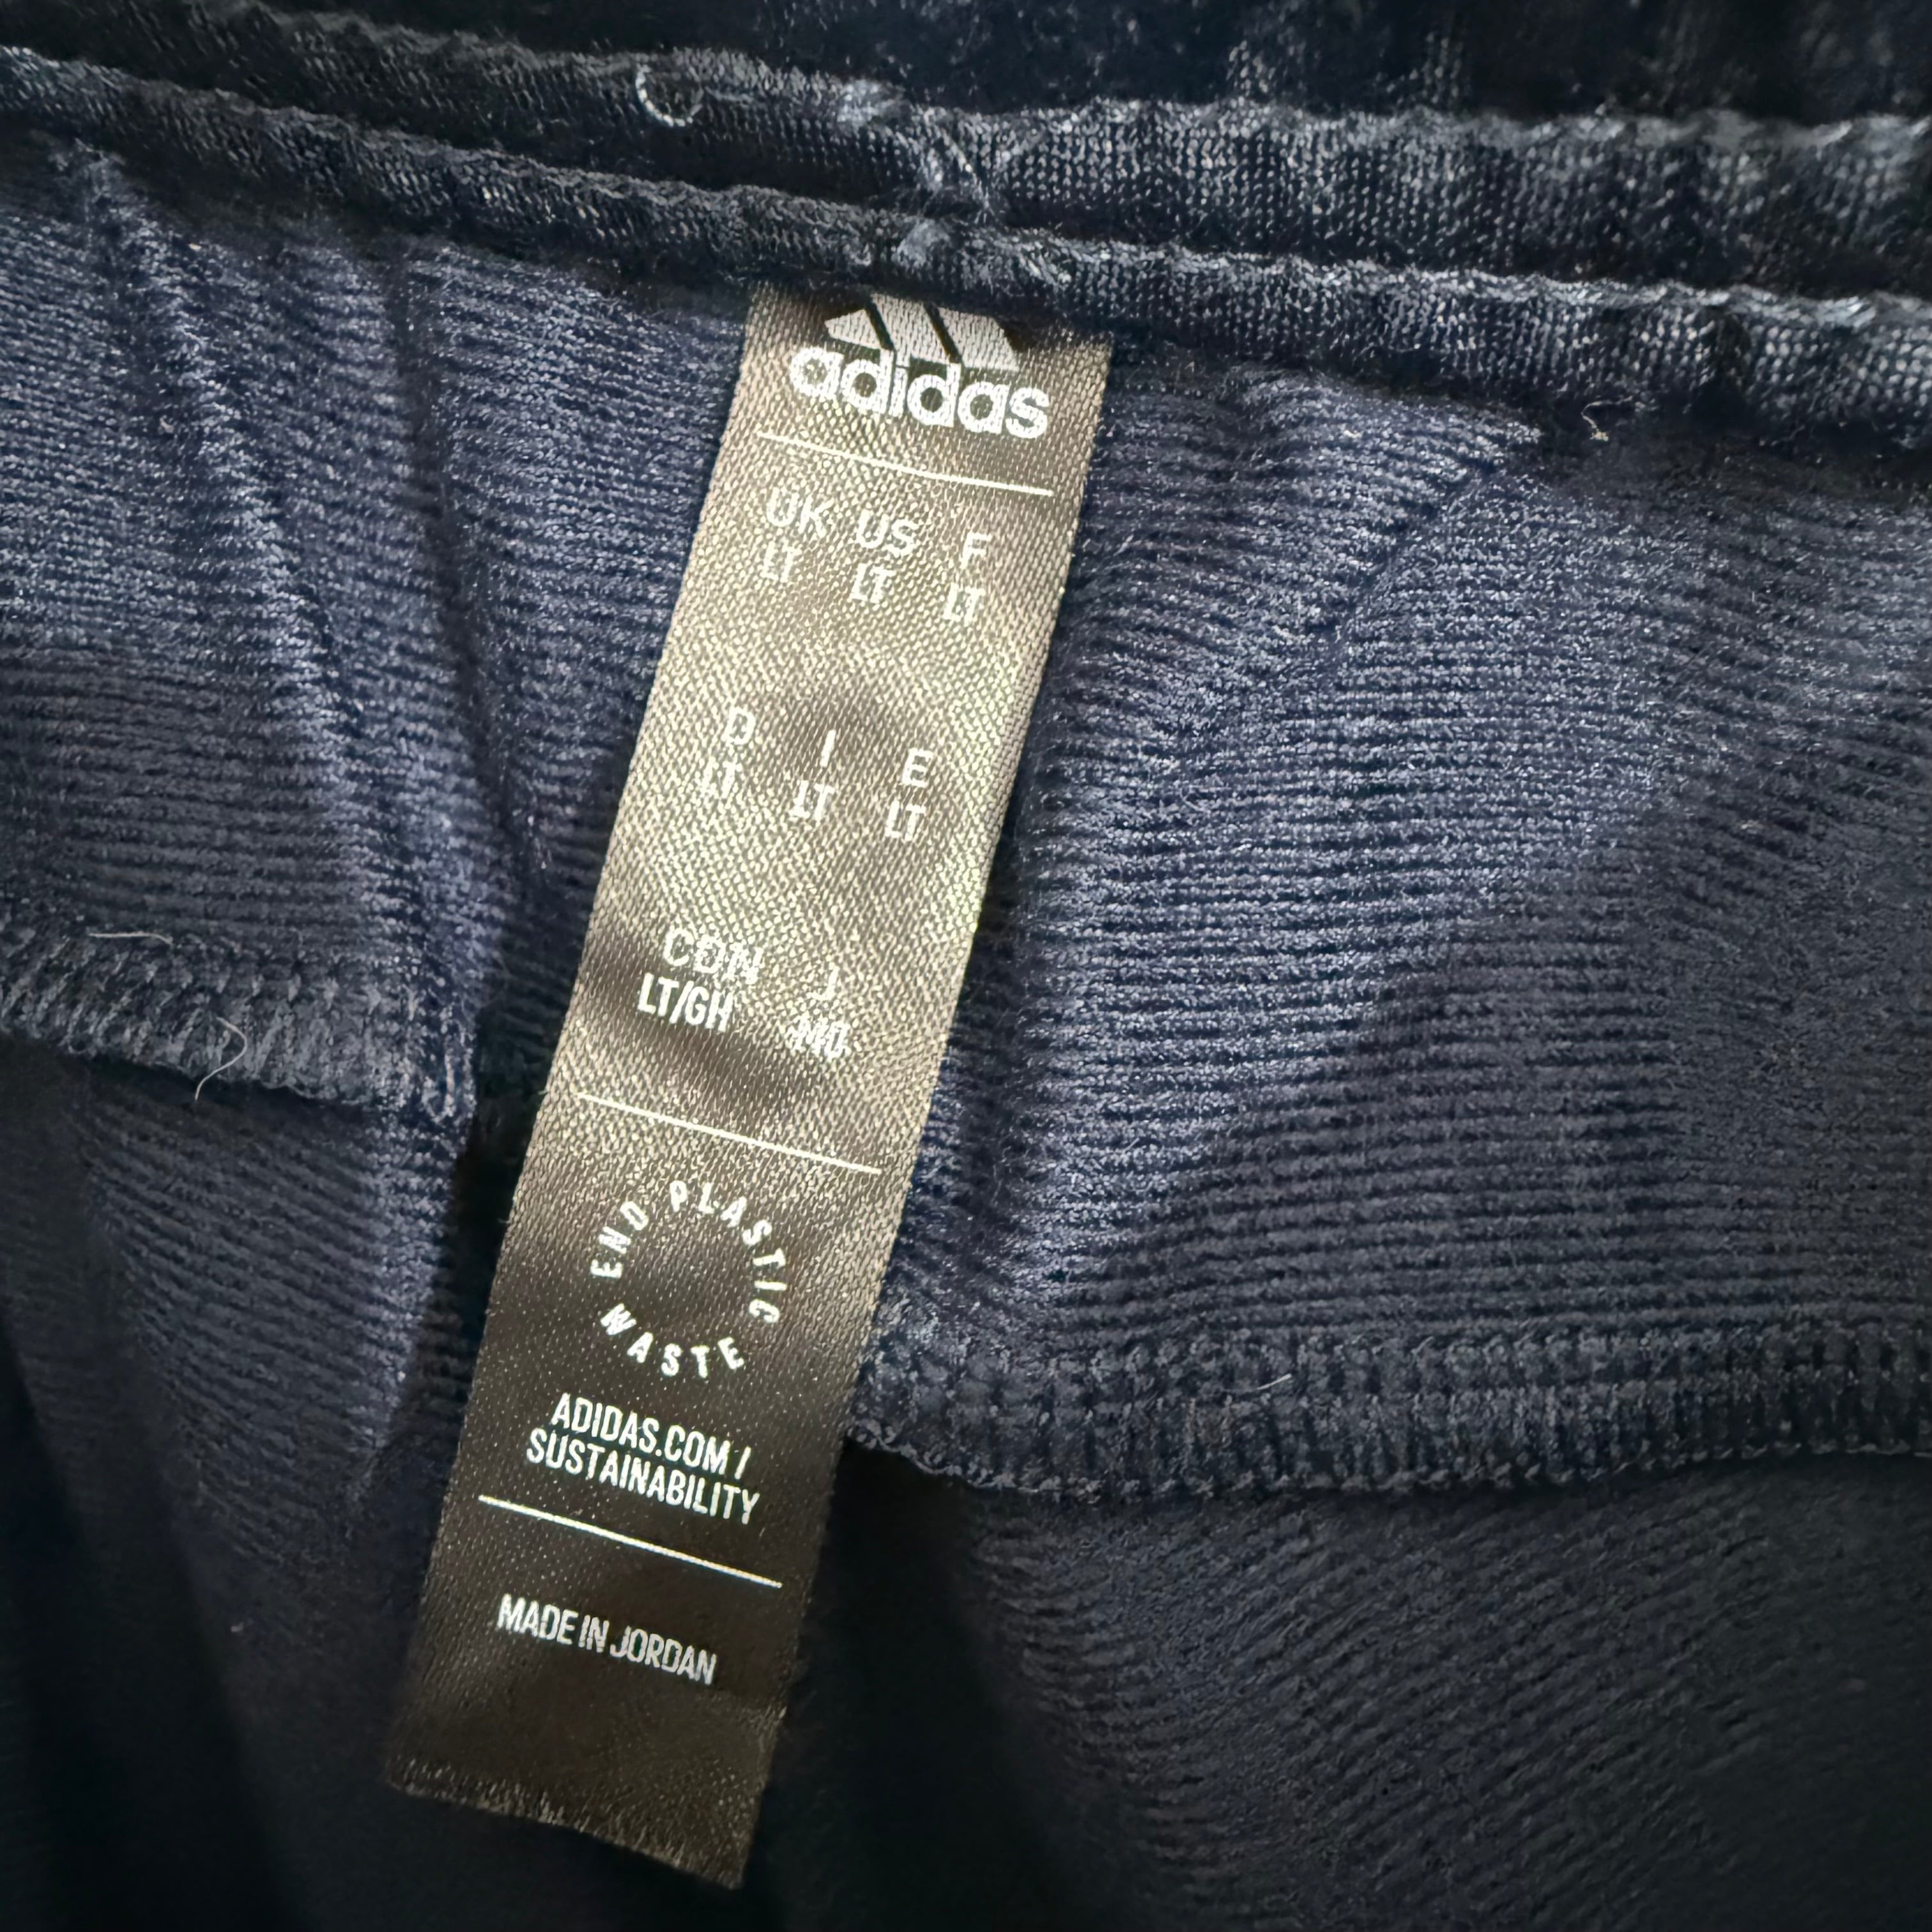 adidas
UK US F
LT LT LT
D I E
LT LT LT
CDN J
LT/GH MO
END PLASTIC WASTE
ADIDAS.COM/
SUSTAINABILITY
MADE IN JORDAN